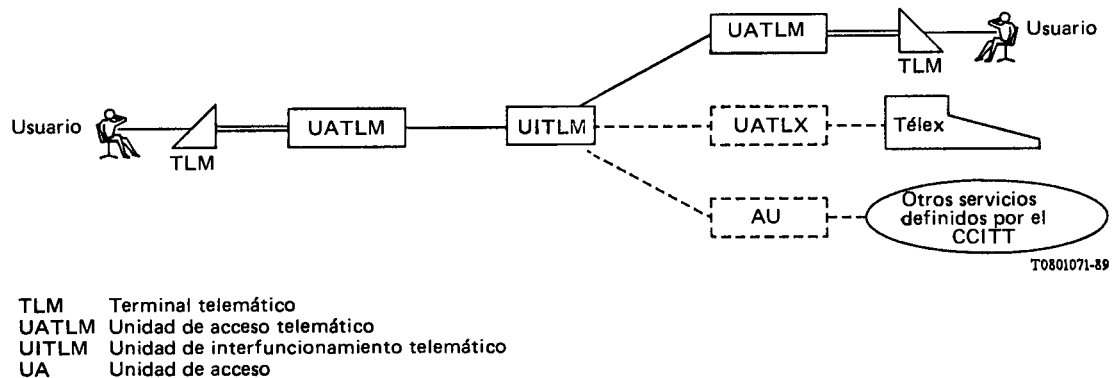 UATLM
Usuario
TLM
Usuario
UATLM
UITLM
UATLX
Télex
TLM
AU
Otros servicios
definidos por el
CCITT
T0801071-89
TLM Terminal telemático
UATLM Unidad de acceso telemático
UITLM Unidad de interfuncionamiento telemático
UA Unidad de acceso